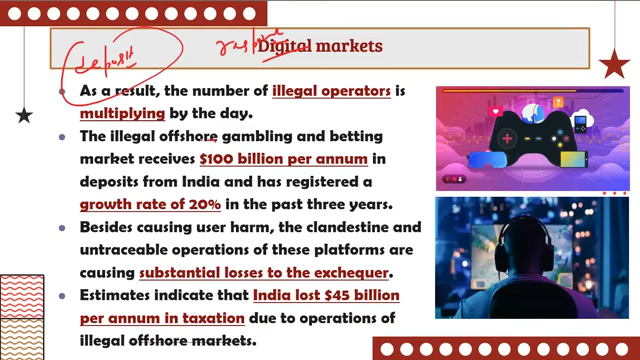 deposit
Digital markets
As a result, the number of illegal operators is
multiplying by the day.
The illegal offshore gambling and betting
market receives $100 billion per annum in
deposits from India and has registered a
growth rate of 20% in the past three years.
Besides causing user harm, the clandestine and
untraceable operations of these platforms are
causing substantial losses to the exchequer.
Estimates indicate that India lost $45 billion
per annum in taxation due to operations of
illegal offshore markets.